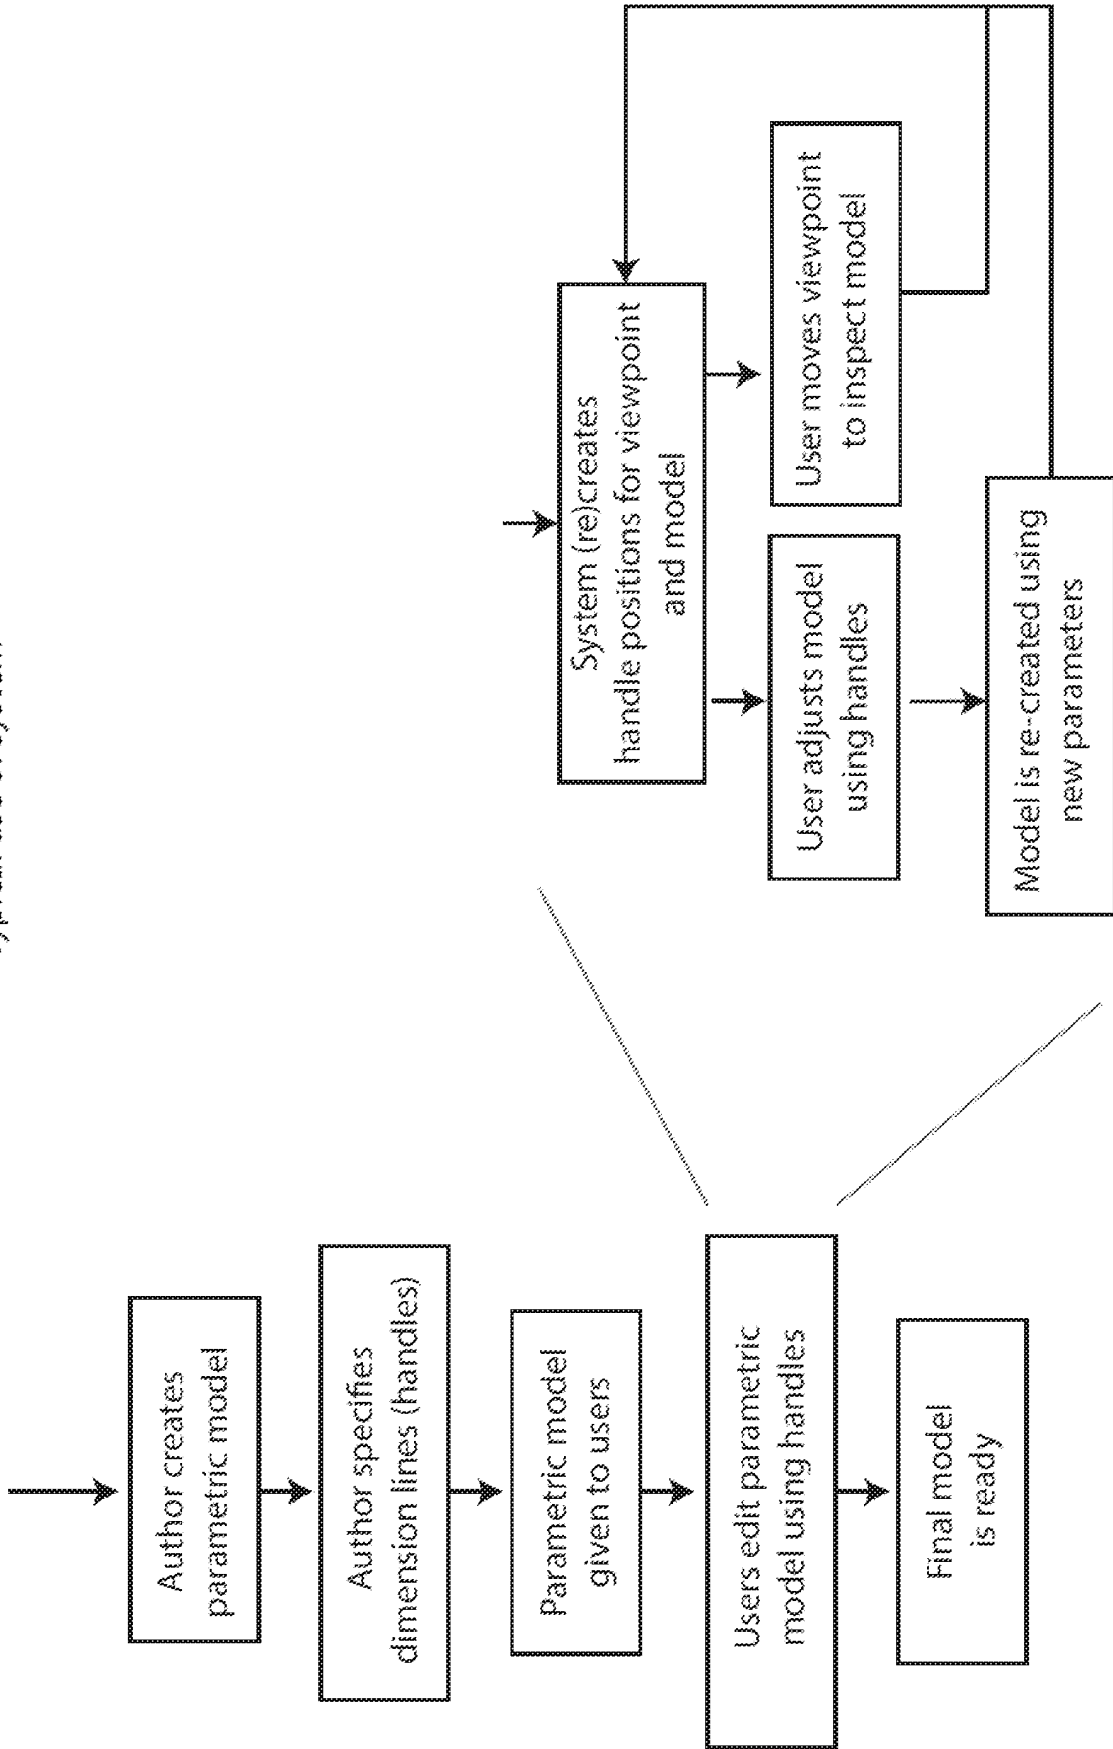 Author creates
parametric model
Author specifies
dimension lines (handles)
Parametric model
given to users
Users edit parametric
model using handles
Final model
is ready
System (re)creates
handle positions for viewpoint
and model
User adjusts model
using handles
User moves viewpoint
to inspect model
Model is re-created using
new parameters